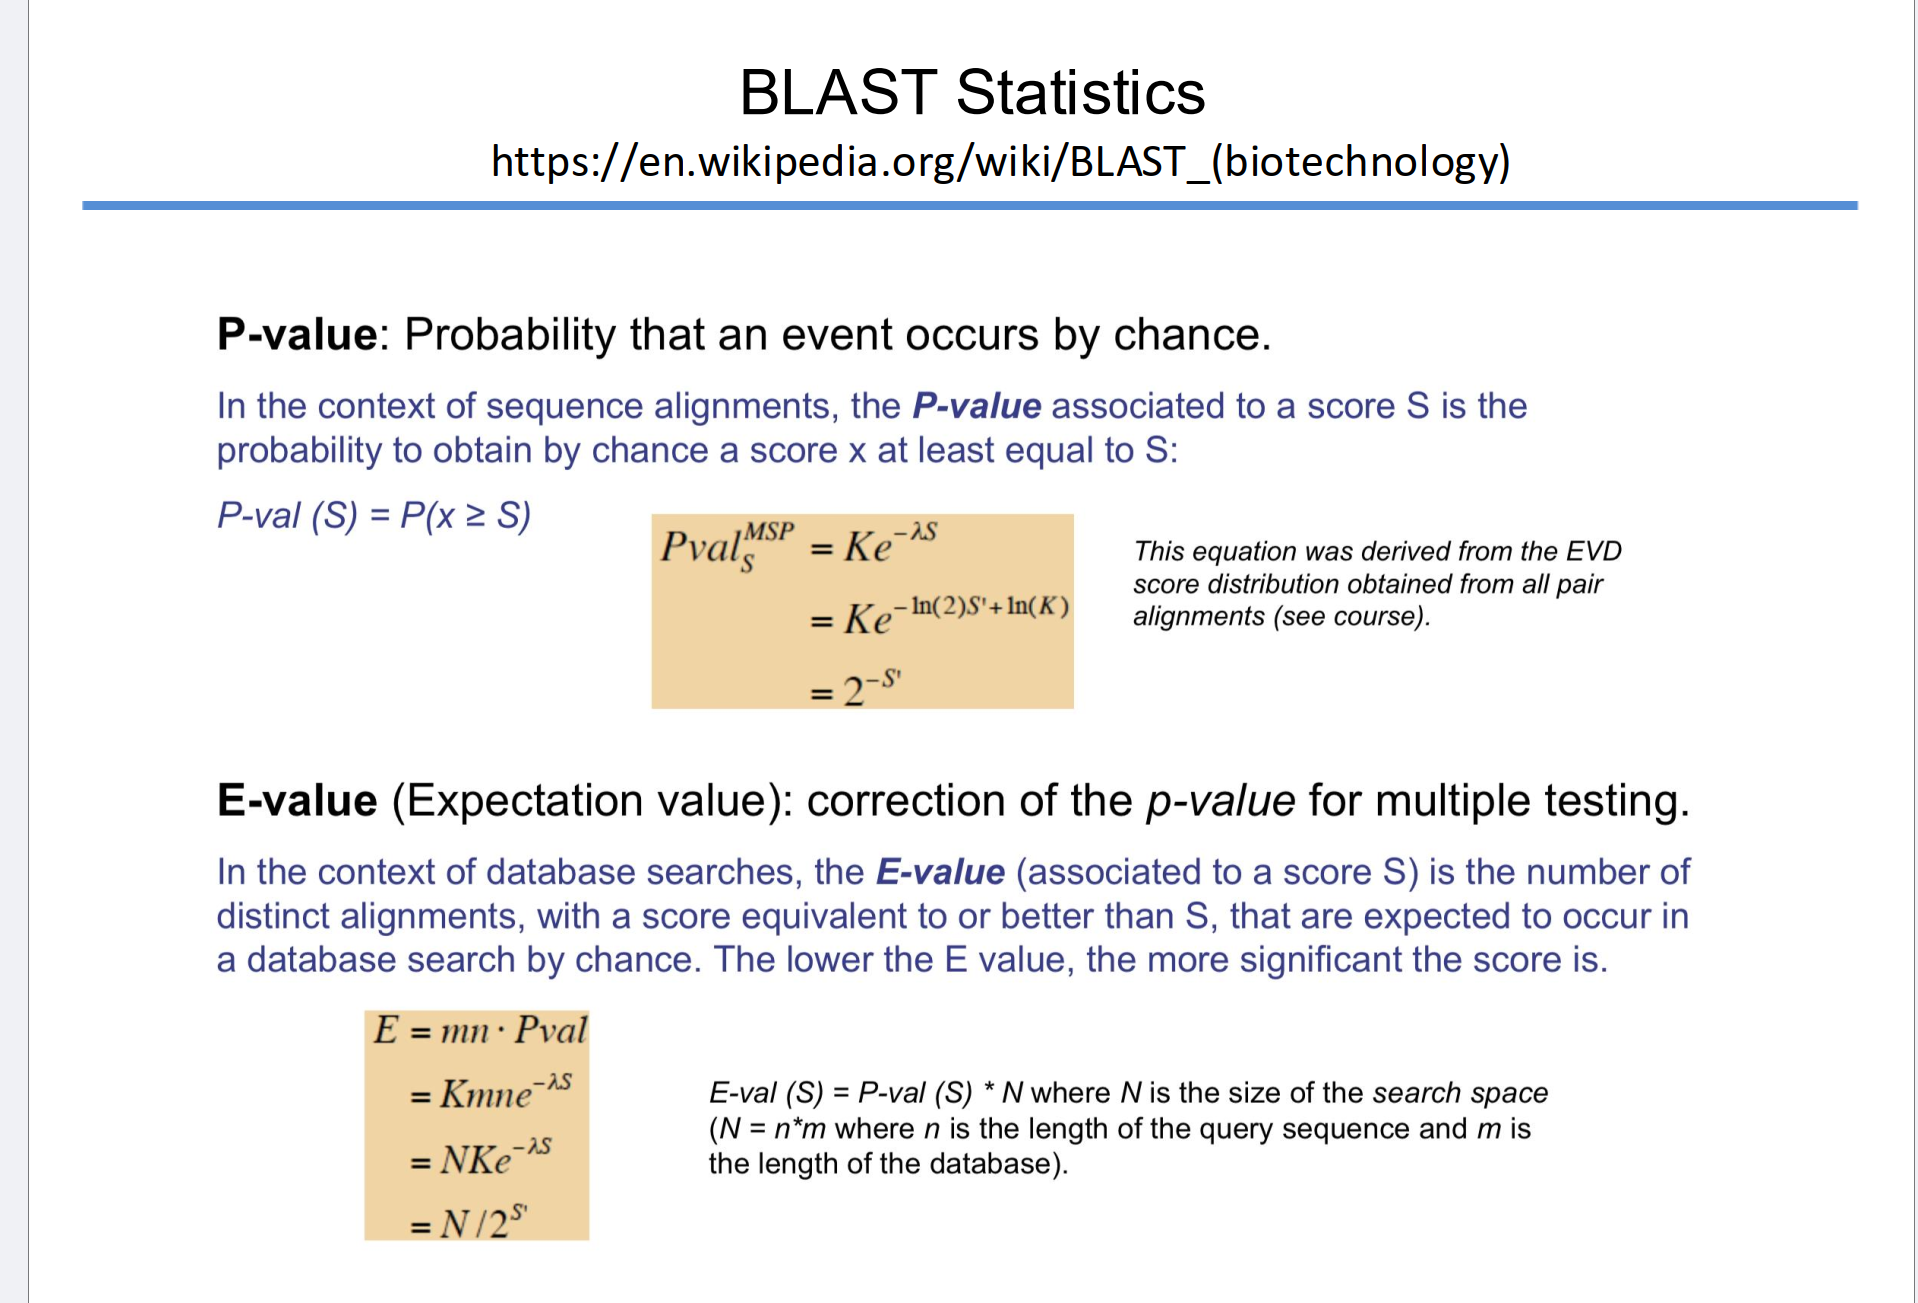 BLAST Statistics
https://en.wikipedia.org/wiki/BLAST_(biotechnology)
P-value: Probability that an event occurs by chance.
In the context of sequence alignments, the P-value associated to a score S is the
probability to obtain by chance a score x at least equal to S:
P-val (S) = P(x ≥ S)
Pval_S^MSP = Ke^−λS
= Ke^−ln(2)S'+ln(K)
= 2^−S'
This equation was derived from the EVD
score distribution obtained from all pair
alignments (see course).
E-value (Expectation value): correction of the p-value for multiple testing.
In the context of database searches, the E-value (associated to a score S) is the number of
distinct alignments, with a score equivalent to or better than S, that are expected to occur in
a database search by chance. The lower the E value, the more significant the score is.
E = mn · Pval
= Kmne^−λS
= NKe^−λS
= N/2^S'
E-val (S) = P-val (S) * N where N is the size of the search space
(N = n*m where n is the length of the query sequence and m is
the length of the database).